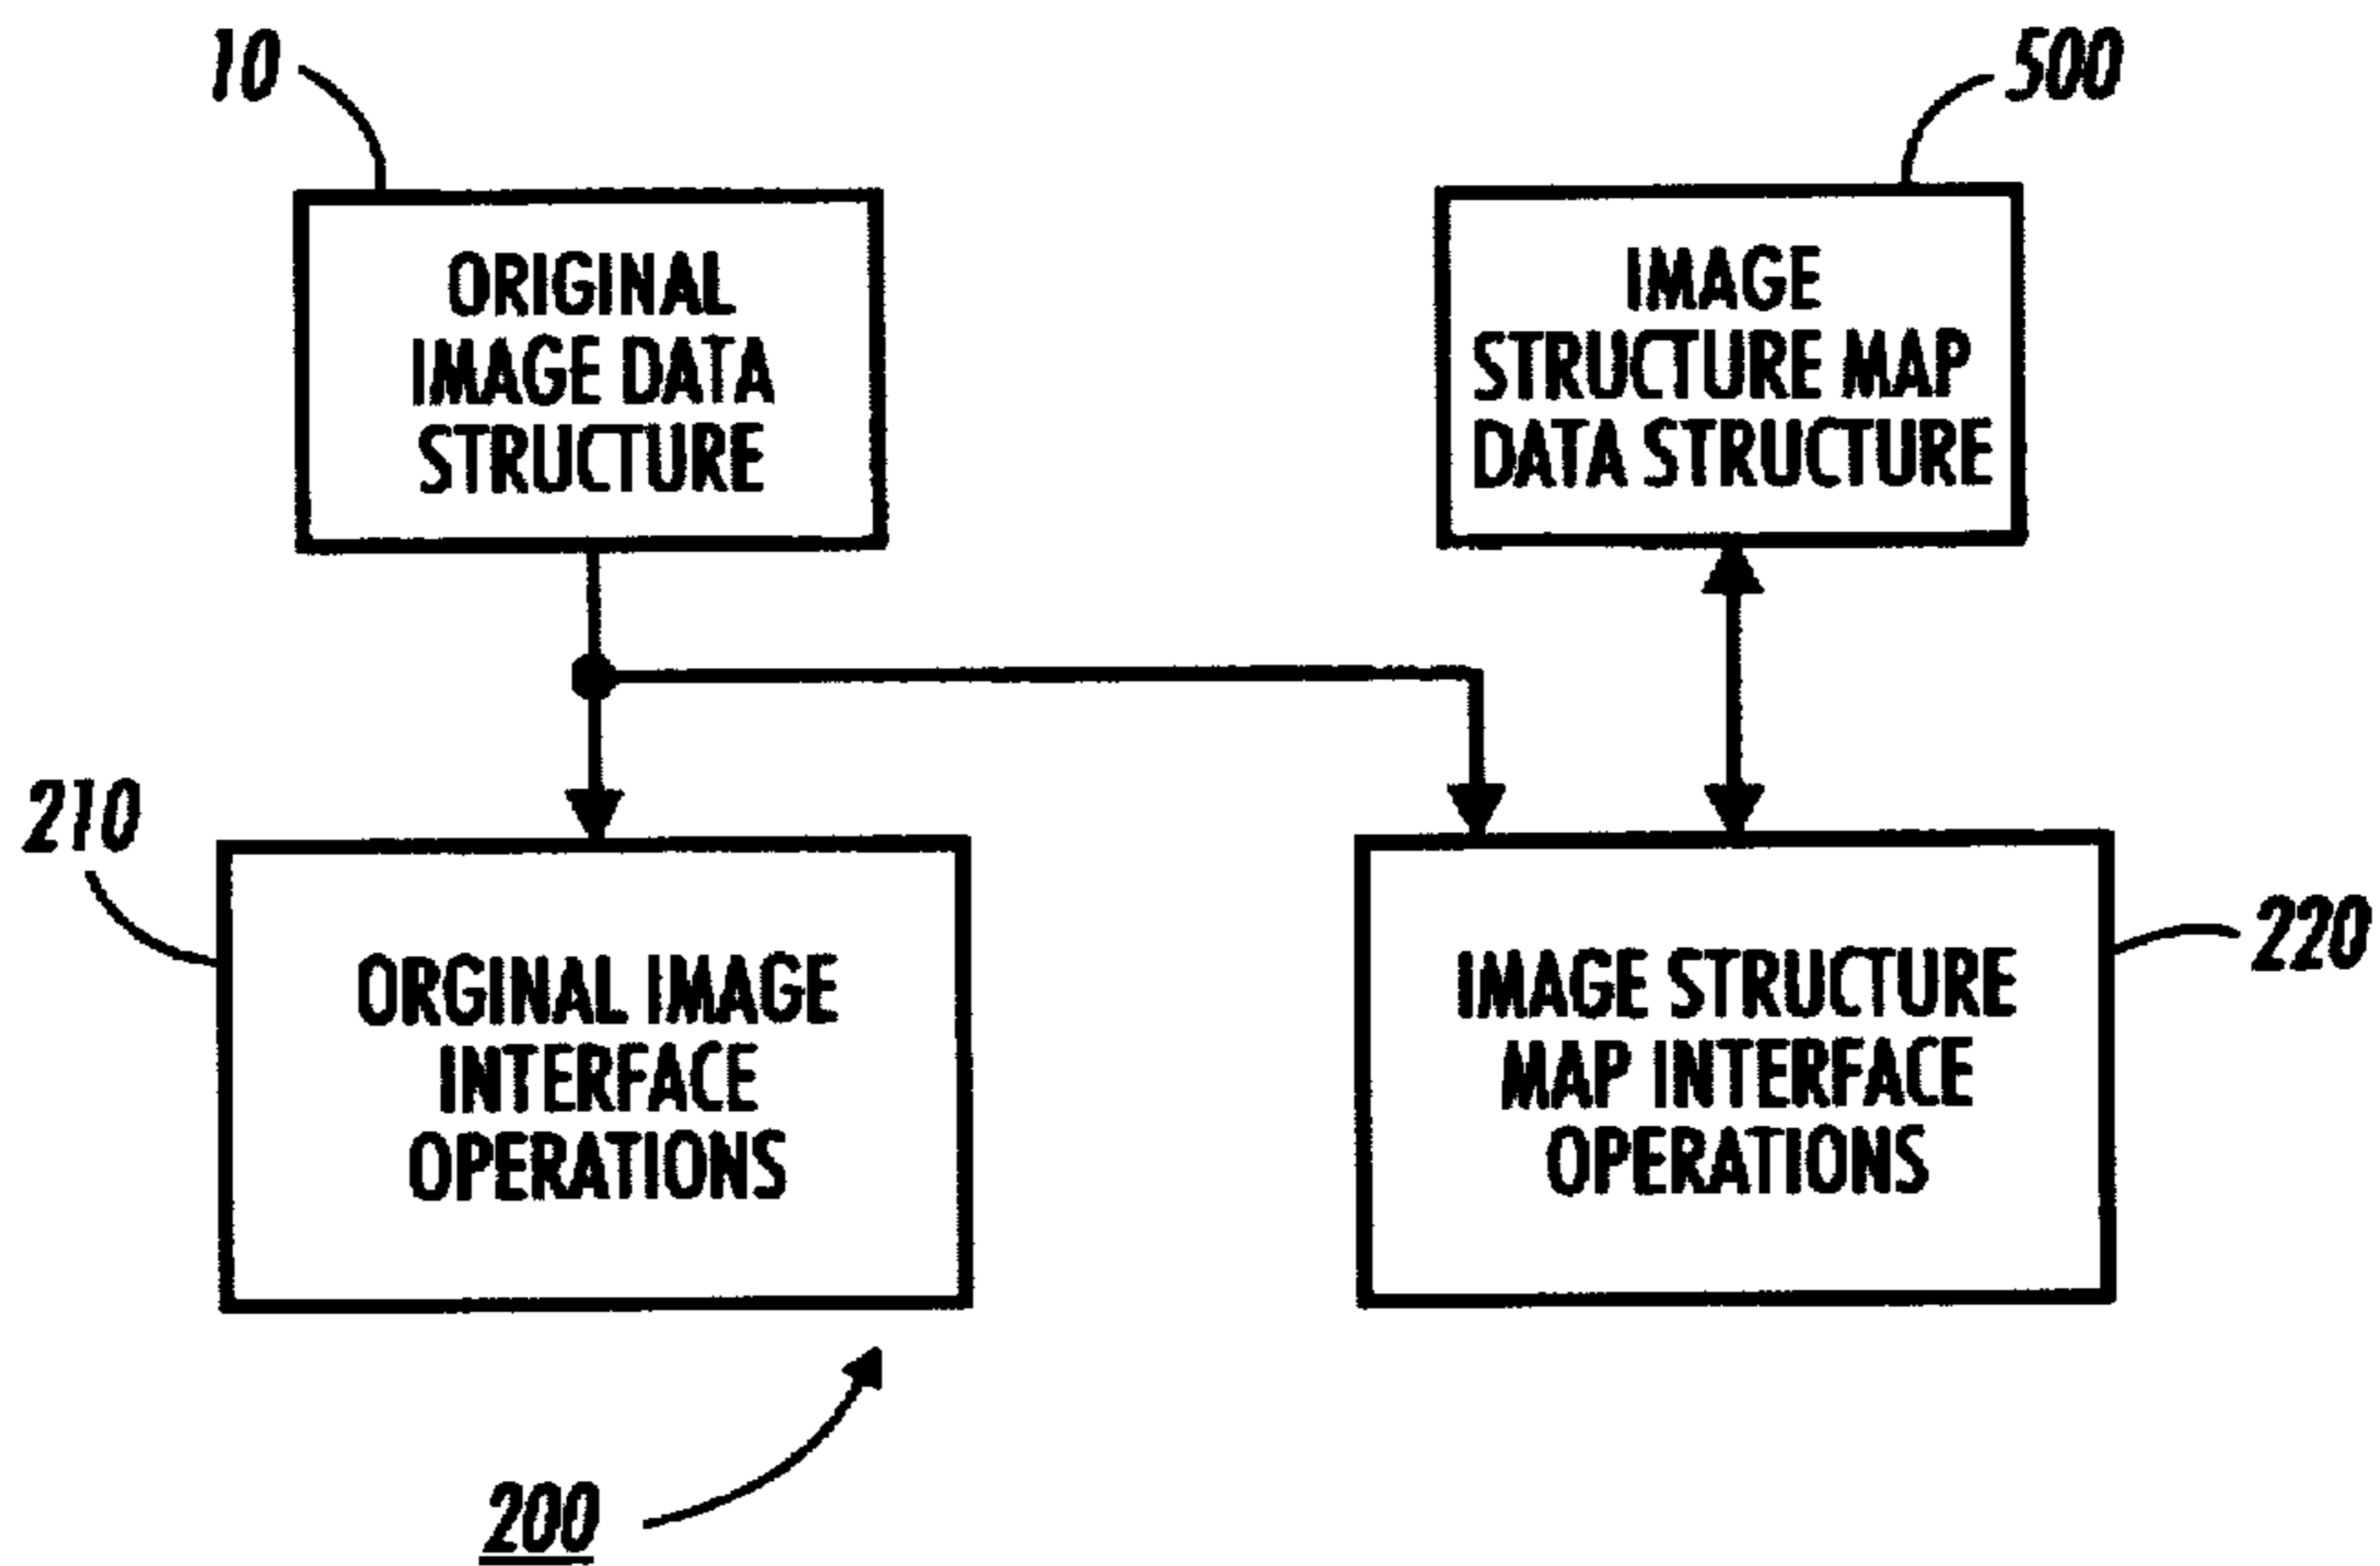 10
500
ORIGINAL
IMAGE DATA
STRUCTURE
IMAGE
STRUCTURE MAP
DATA STRUCTURE
210
220
ORGINAL IMAGE
INTERFACE
OPERATIONS
IMAGE STRUCTURE
MAP INTERFACE
OPERATIONS
200